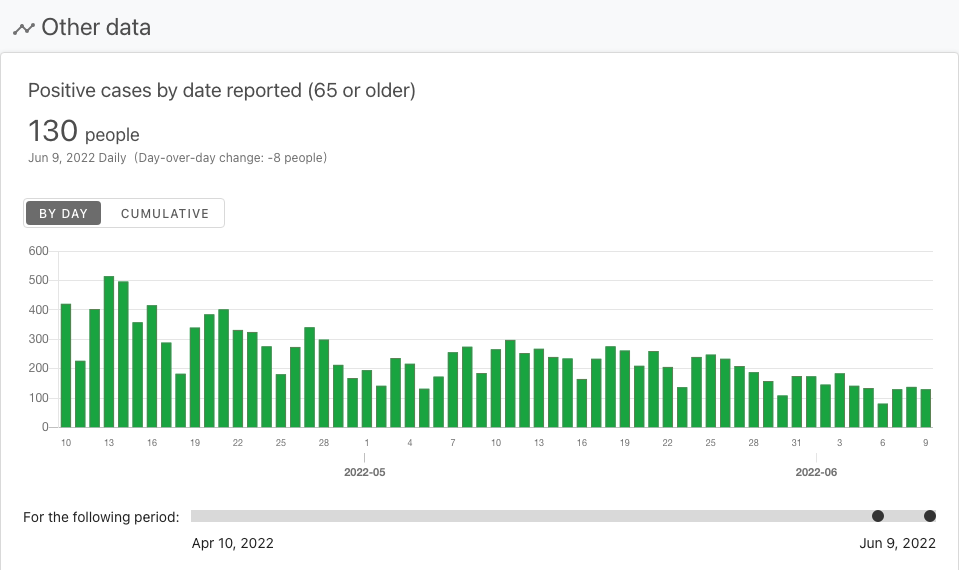 Other data
Positive cases by date reported (65 or older)
130 people
Jun 9, 2022 Daily (Day-over-day change: -8 people)
BY DAY CUMULATIVE
600
500
400
300
200
100
0
10 13 16 19 22 25 28 1 4 7 10 13 16 19 22 25 28 31 3 6 9
2022-05 2022-06
For the following period:
Apr 10, 2022 Jun 9, 2022